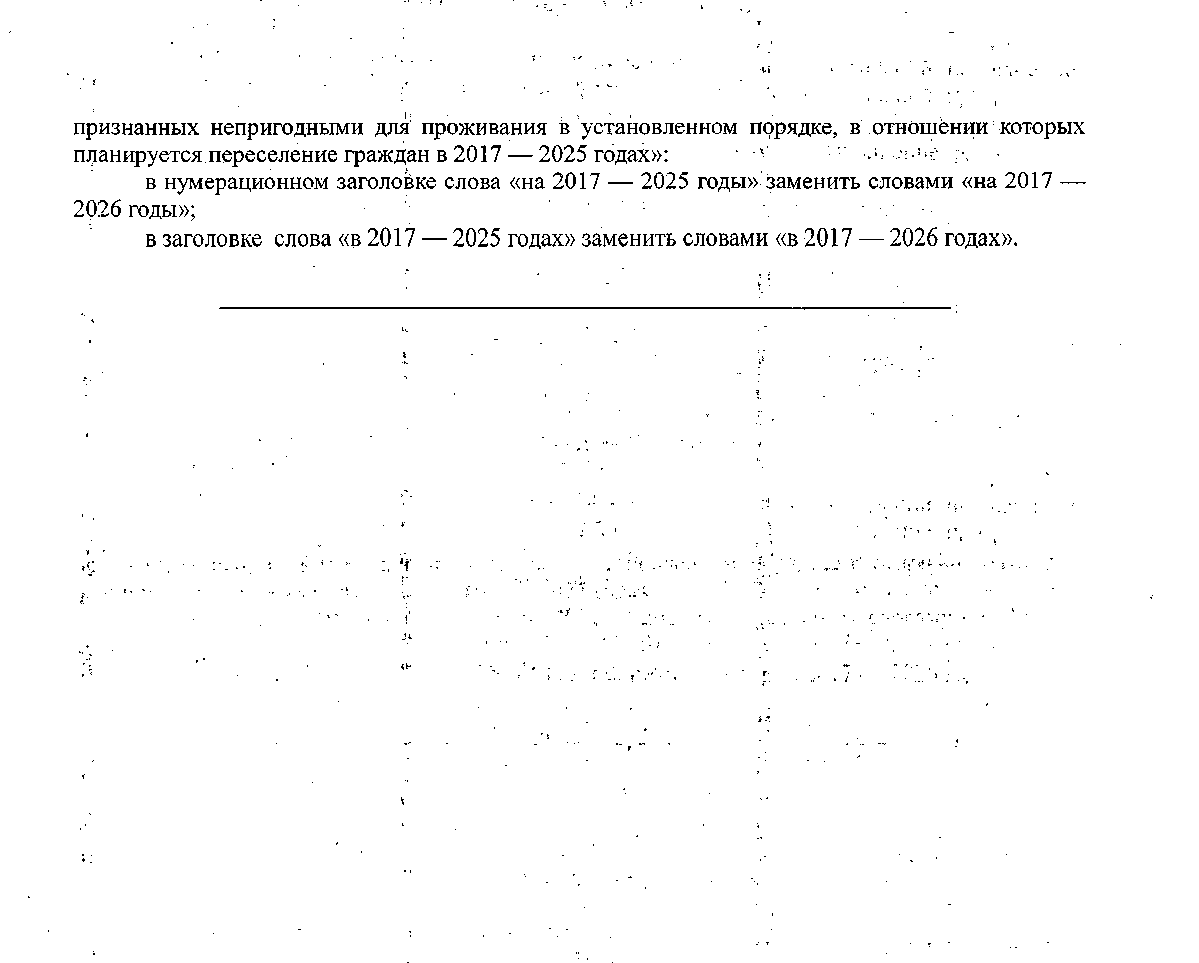 признанных непригодными для проживания в установленном порядке, в отношении которых
планируется переселение граждан в 2017 — 2025 годах»:
в нумерационном заголовке слова «на 2017 — 2025 годы» заменить словами «на 2017 —
2026 годы»;
в заголовке слова «в 2017 — 2025 годах» заменить словами «в 2017 — 2026 годах».